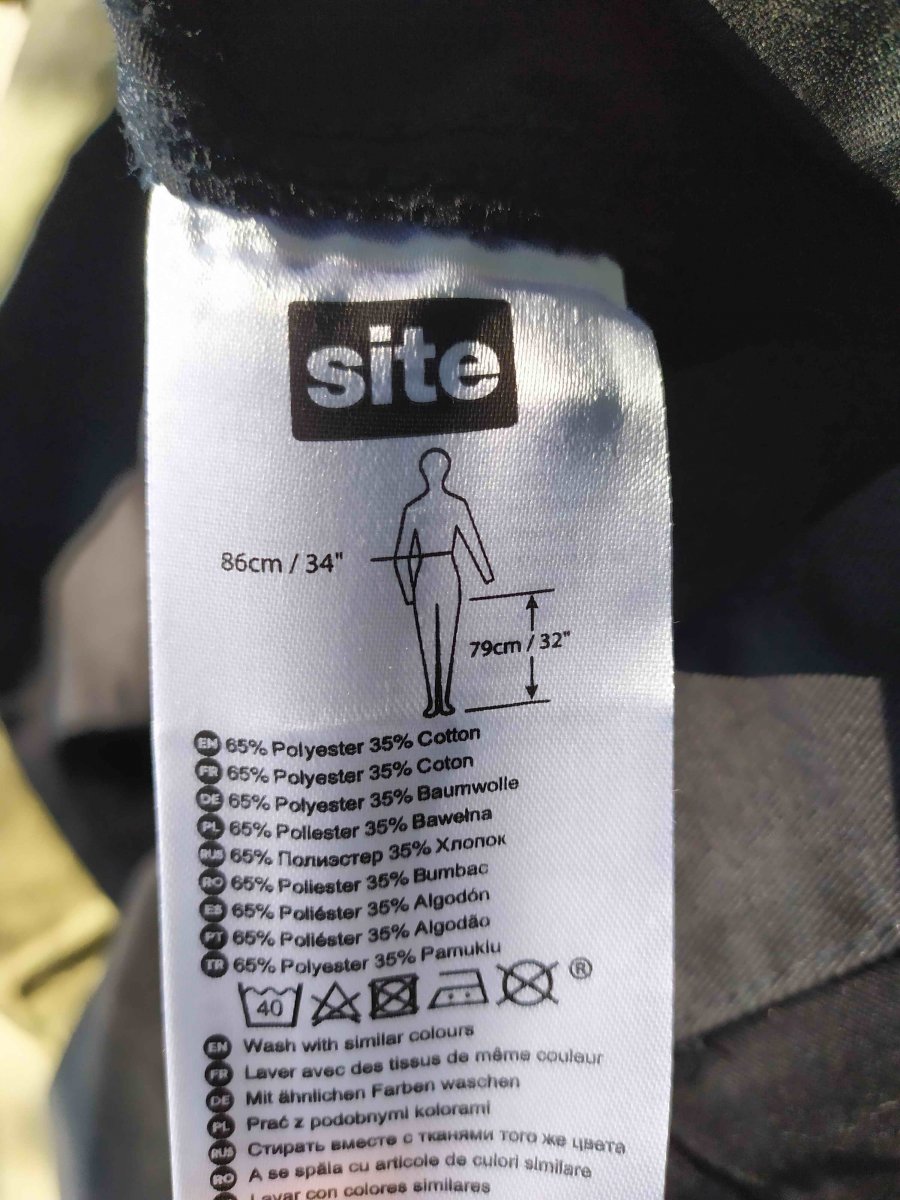 site
86cm / 34"
79cm / 32"
EN 65% Polyester 35% Cotton
FR 65% Polyester 35% Coton
DE 65% Polyester 35% Baumwolle
PL 65% Poliester 35% Bawełna
RUS 65% Полиэстер 35% Хлопок
RO 65% Poliester 35% Bumbac
ES 65% Poliéster 35% Algodón
PT 65% Poliéster 35% Algodão
TR 65% Polyester 35% Pamuklu
40 ®
EN Wash with similar colours
FR Laver avec des tissus de même couleur
DE Mit ähnlichen Farben waschen
PL Prać z podobnymi kolorami
RUS Стирать вместе с тканями того же цвета
RO A se spăla cu articole de culori similare
Lavar con colores similares